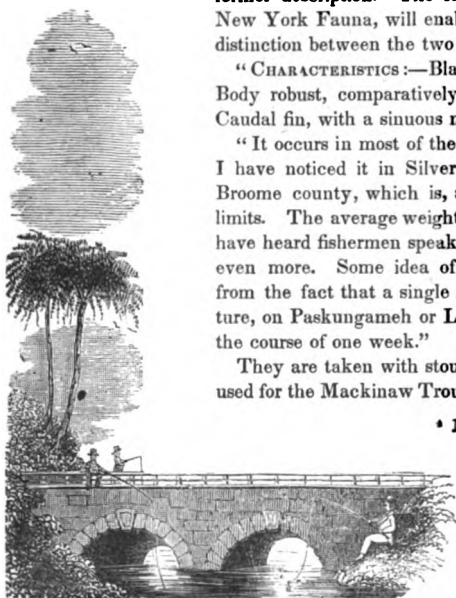 New York Fauna, will enab
distinction between the two
“ CHARACTERISTICS :—Bla
Body robust, comparatively
Caudal fin, with a sinuous
“ It occurs in most of the
I have noticed it in Silver
Broome county, which is,
limits. The average weight
have heard fishermen speak
even more. Some idea of
from the fact that a single
ture, on Paskungameh or L
the course of one week.”
They are taken with stou
used for the Mackinaw Trou